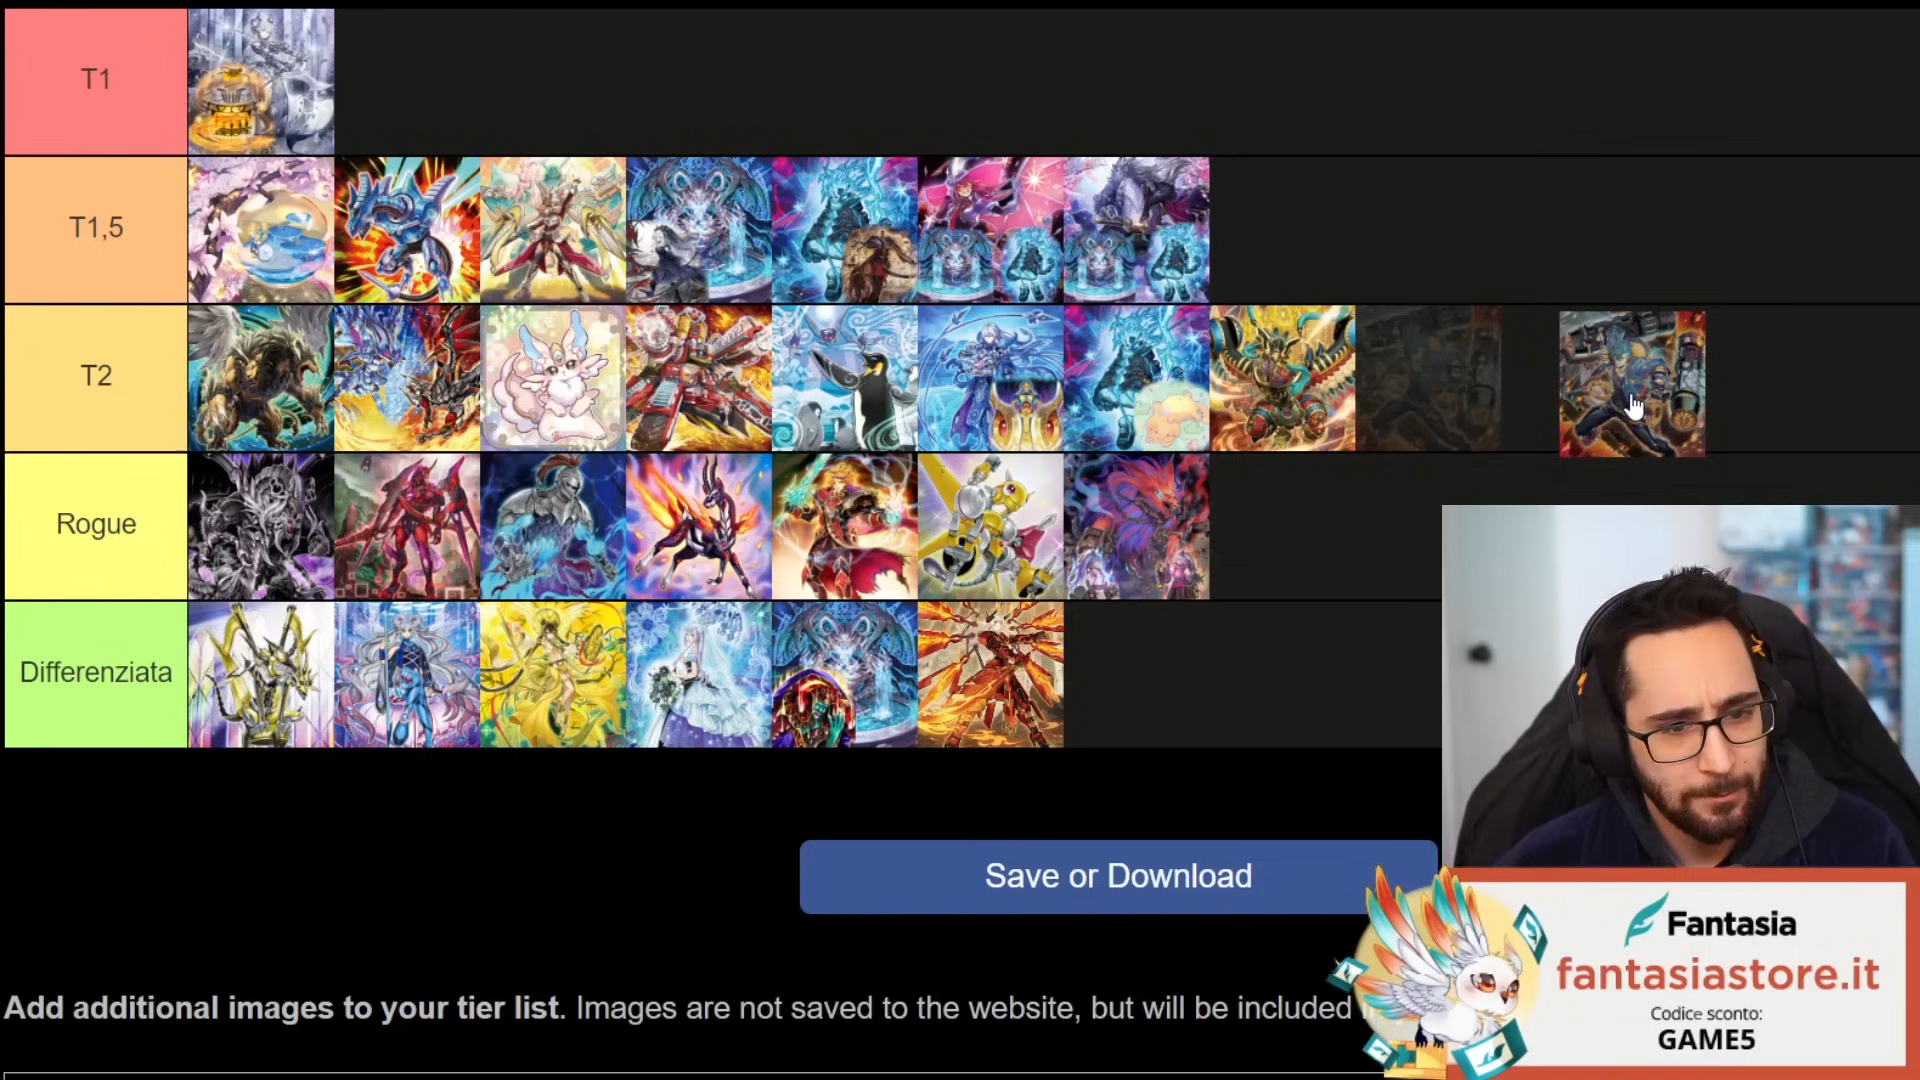 T1
T1,5
T2
Rogue
Differenziata
Save or Download
Add additional images to your tier list. Images are not saved to the website, but will be included
Fantasia
fantasiastore.it
Codice sconto:
GAME5